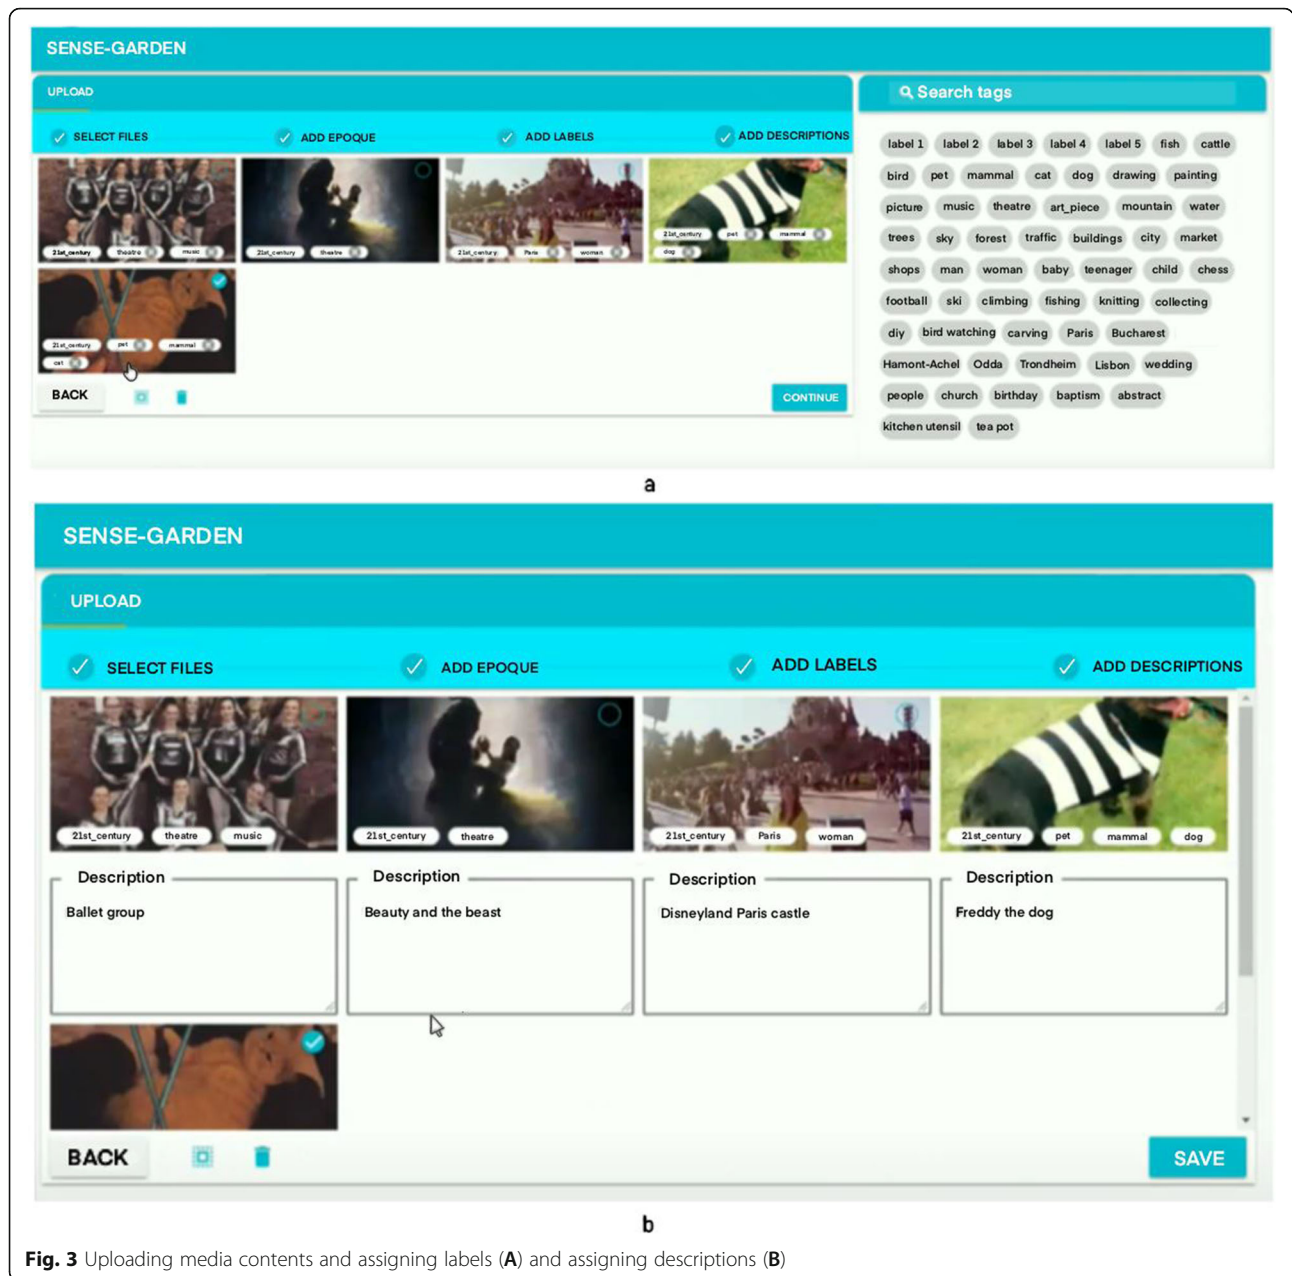 SENSE-GARDEN
UPLOAD
Search tags
SELECT FILES ADD EPOQUE ADD LABELS ADD DESCRIPTIONS
21st_century theatre music
21st_century theatre
21st_century Paris woman
21st_century pet mammal
dog
21st_century pet mammal
cat
BACK
CONTINUE
label 1 label 2 label 3 label 4 label 5 fish cattle
bird pet mammal cat dog drawing painting
picture music theatre art_piece mountain water
trees sky forest traffic buildings city market
shops man woman baby teenager child chess
football ski climbing fishing knitting collecting
diy bird watching carving Paris Bucharest
Hamont-Achel Odda Trondheim Lisbon wedding
people church birthday baptism abstract
kitchen utensil tea pot
a
SENSE-GARDEN
UPLOAD
SELECT FILES ADD EPOQUE ADD LABELS ADD DESCRIPTIONS
21st_century theatre music
21st_century theatre
21st_century Paris woman
21st_century pet mammal dog
Description Description Description Description
Ballet group
Beauty and the beast
Disneyland Paris castle
Freddy the dog
BACK
SAVE
b
Fig. 3 Uploading media contents and assigning labels (A) and assigning descriptions (B)